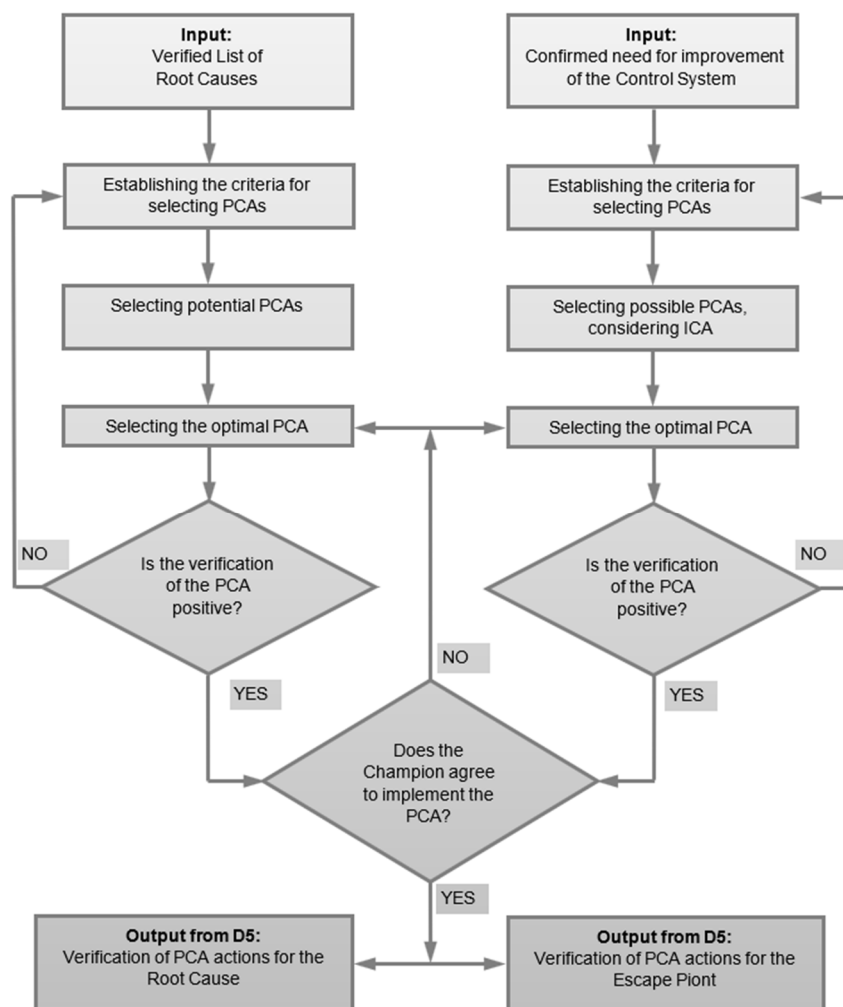 Input:
Verified List of
Root Causes
Input:
Confirmed need for improvement
of the Control System
Establishing the criteria for
selecting PCAs
Establishing the criteria for
selecting PCAs
Selecting potential PCAs
Selecting possible PCAs,
considering ICA
Selecting the optimal PCA
Selecting the optimal PCA
NO
Is the verification
of the PCA
positive?
Is the verification
of the PCA
positive?
NO
YES
NO
YES
Does the
Champion agree
to implement the
PCA?
YES
Output from D5:
Verification of PCA actions for the
Root Cause
Output from D5:
Verification of PCA actions for the
Escape Piont